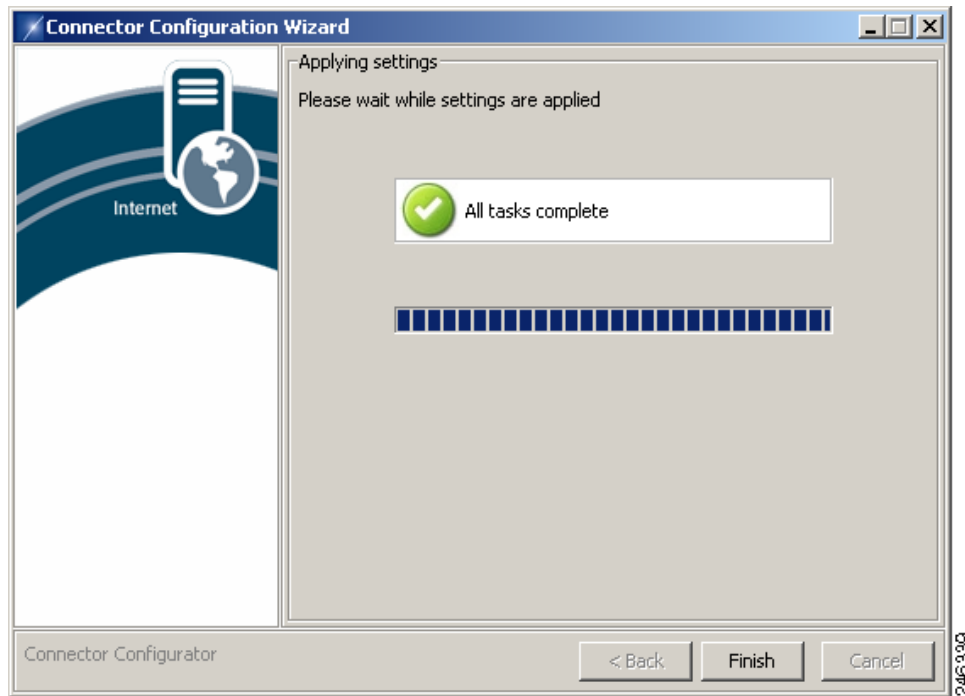 Connector Configuration Wizard
Internet
Applying settings
Please wait while settings are applied
All tasks complete
Connector Configurator
< Back
Finish
Cancel
246339